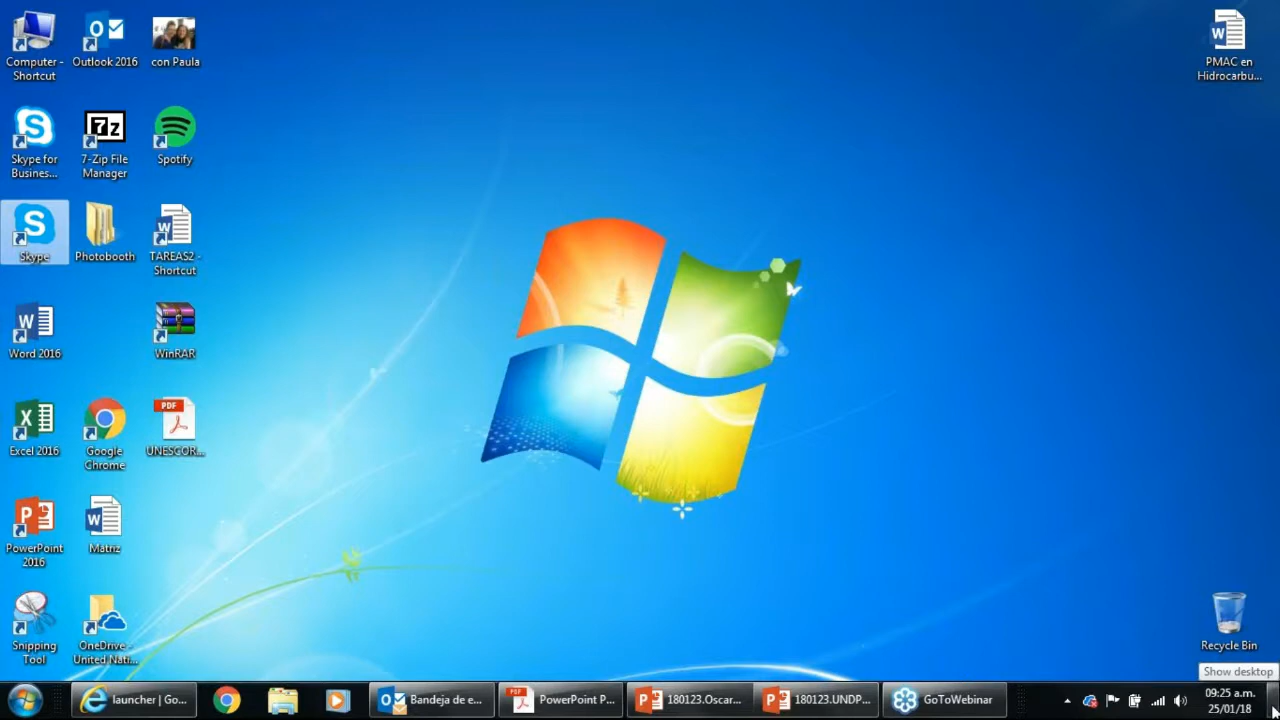 Computer -
Shortcut
Outlook 2016
con Paula
PMAC en
Hidrocarbu...
Skype for
Busines...
7-Zip File
Manager
Spotify
Skype
Photobooth
TAREAS2 -
Shortcut
Word 2016
WinRAR
Excel 2016
Google
Chrome
PDF
UNESCOR...
PowerPoint
2016
Matriz
Snipping
Tool
OneDrive -
United Nati...
Recycle Bin
Show desktop
launcher | Go...
Bandeja de e...
PDF
PowerPoint P...
180123.Oscar...
180123.UNDP...
GoToWebinar
09:25 a.m.
25/01/18